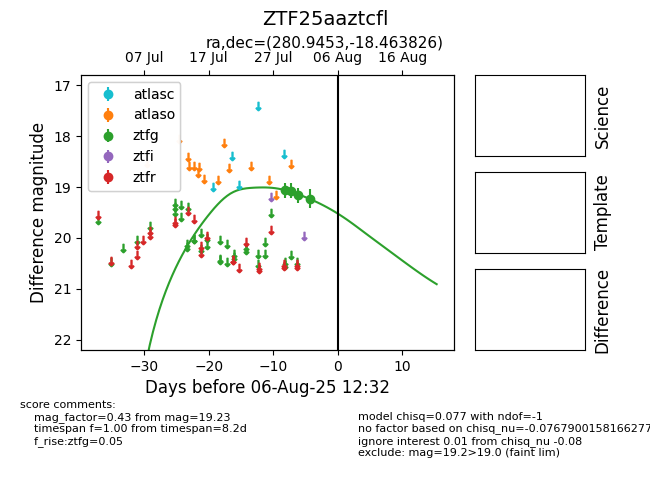 ZTF25aaztcfl
ra,dec=(280.9453,-18.463826)
07 Jul 17 Jul 27 Jul 06 Aug 16 Aug
17
18
19
20
21
22
Difference magnitude
atlasc
atlaso
ztfg
ztfi
ztfr
−30 −20 −10 0 10
Days before 06-Aug-25 12:32
Science
Template
Difference
score comments:
mag_factor=0.43 from mag=19.23
timespan f=1.00 from timespan=8.2d
f_rise:ztfg=0.05
model chisq=0.077 with ndof=-1
no factor based on chisq_nu=-0.0767900158166277
ignore interest 0.01 from chisq_nu -0.08
exclude: mag=19.2>19.0 (faint lim)